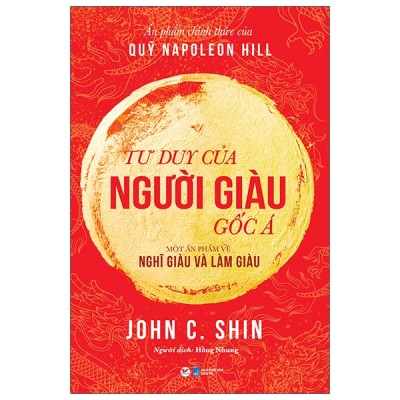 Ấn phẩm chính thức của
QUỸ NAPOLEON HILL
TƯ DUY CỦA
NGƯỜI GIÀU
GỐC Á
MỘT ẤN PHẨM VỀ
NGHĨ GIÀU VÀ LÀM GIÀU
JOHN C. SHIN
Người dịch: Hồng Nhung